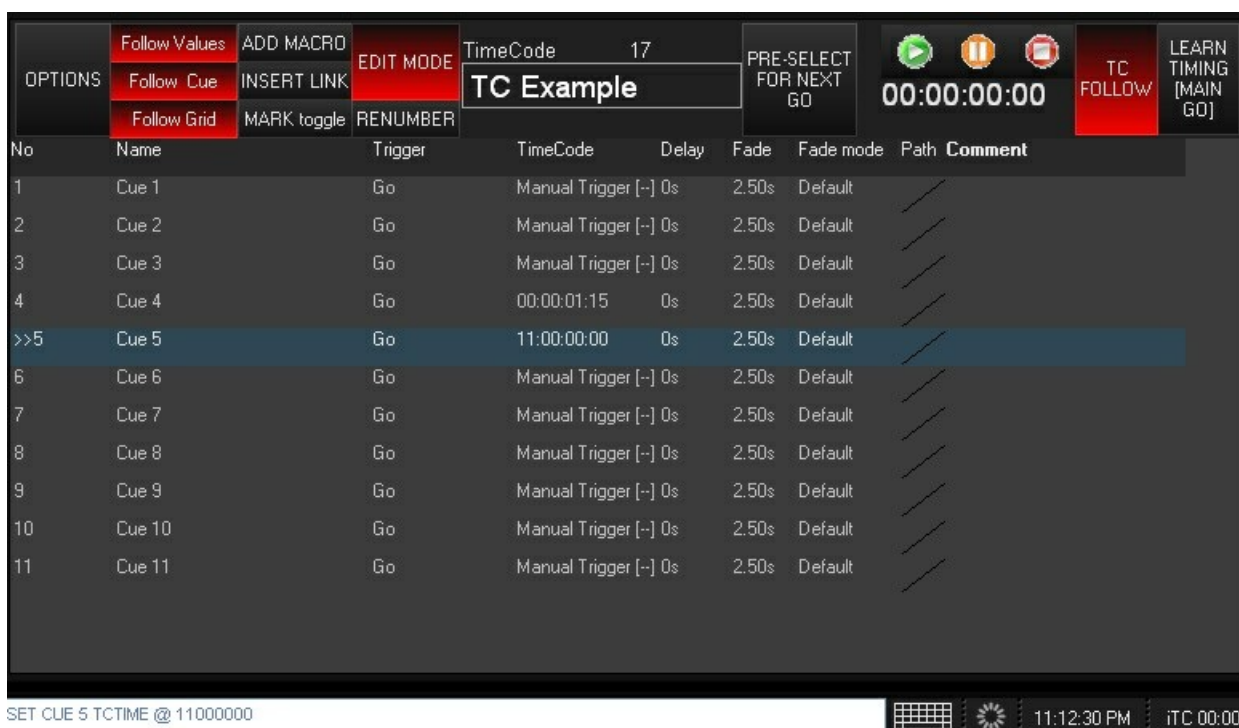 OPTIONS
Follow Values
Follow Cue
Follow Grid
ADD MACRO
INSERT LINK
MARK toggle
EDIT MODE
RENUMBER
TimeCode 17
TC Example
PRE-SELECT
FOR NEXT
GO
00:00:00:00
TC
FOLLOW
LEARN
TIMING
[MAIN
GO]
No Name Trigger TimeCode Delay Fade Fade mode Path Comment
1 Cue 1 Go Manual Trigger [--] 0s 2.50s Default
2 Cue 2 Go Manual Trigger [--] 0s 2.50s Default
3 Cue 3 Go Manual Trigger [--] 0s 2.50s Default
4 Cue 4 Go 00:00:01:15 0s 2.50s Default
>>5 Cue 5 Go 11:00:00:00 0s 2.50s Default
6 Cue 6 Go Manual Trigger [--] 0s 2.50s Default
7 Cue 7 Go Manual Trigger [--] 0s 2.50s Default
8 Cue 8 Go Manual Trigger [--] 0s 2.50s Default
9 Cue 9 Go Manual Trigger [--] 0s 2.50s Default
10 Cue 10 Go Manual Trigger [--] 0s 2.50s Default
11 Cue 11 Go Manual Trigger [--] 0s 2.50s Default
SET CUE 5 TCTIME @ 11000000
11:12:30 PM
iTC 00:00